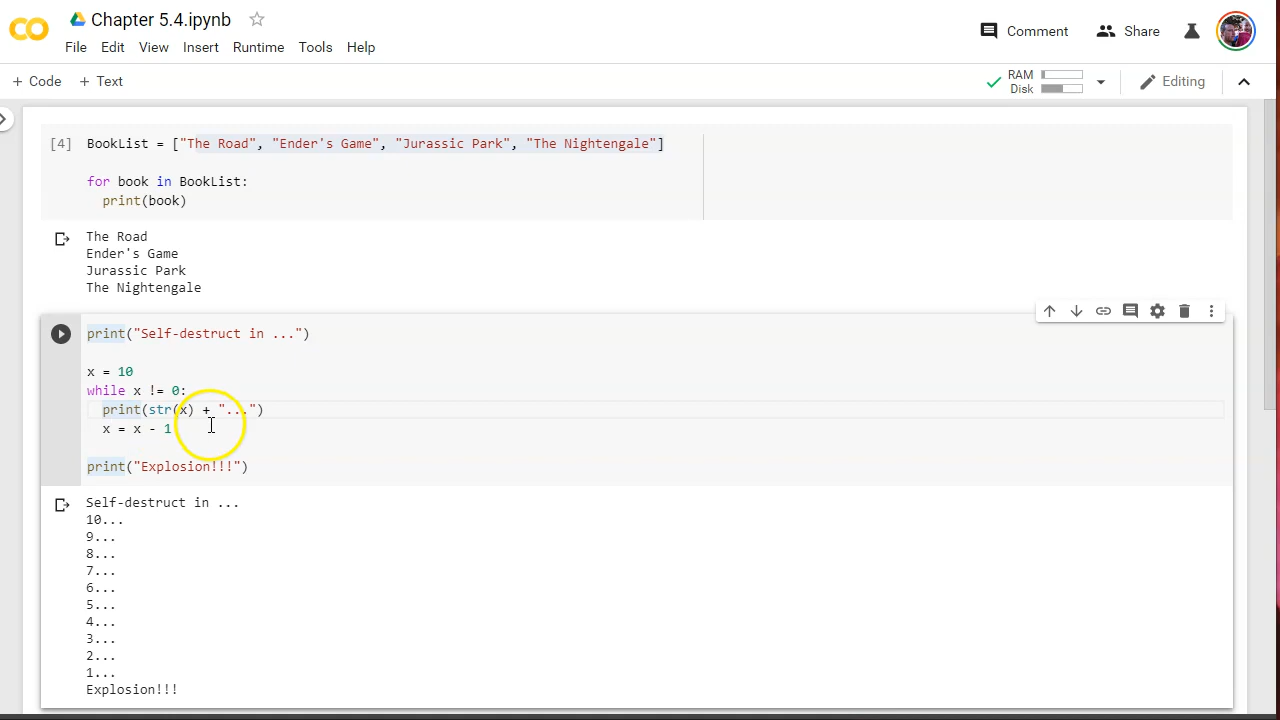 CO Chapter 5.4.ipynb
Comment Share
File Edit View Insert Runtime Tools Help
+ Code + Text
RAM
Disk
Editing
[4] BookList = ["The Road", "Ender's Game", "Jurassic Park", "The Nightengale"]
for book in BookList:
print(book)
The Road
Ender's Game
Jurassic Park
The Nightengale
print("Self-destruct in ...")
x = 10
while x != 0:
print(str(x) + "...")
x = x - 1
print("Explosion!!!")
Self-destruct in ...
10...
9...
8...
7...
6...
5...
4...
3...
2...
1...
Explosion!!!